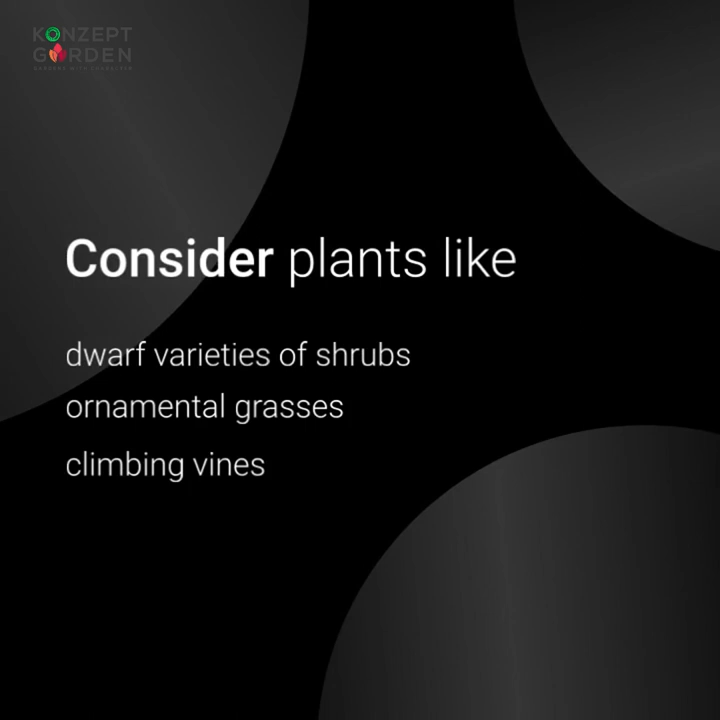 KONZEPT
GARDEN
Consider plants like
dwarf varieties of shrubs
ornamental grasses
climbing vines